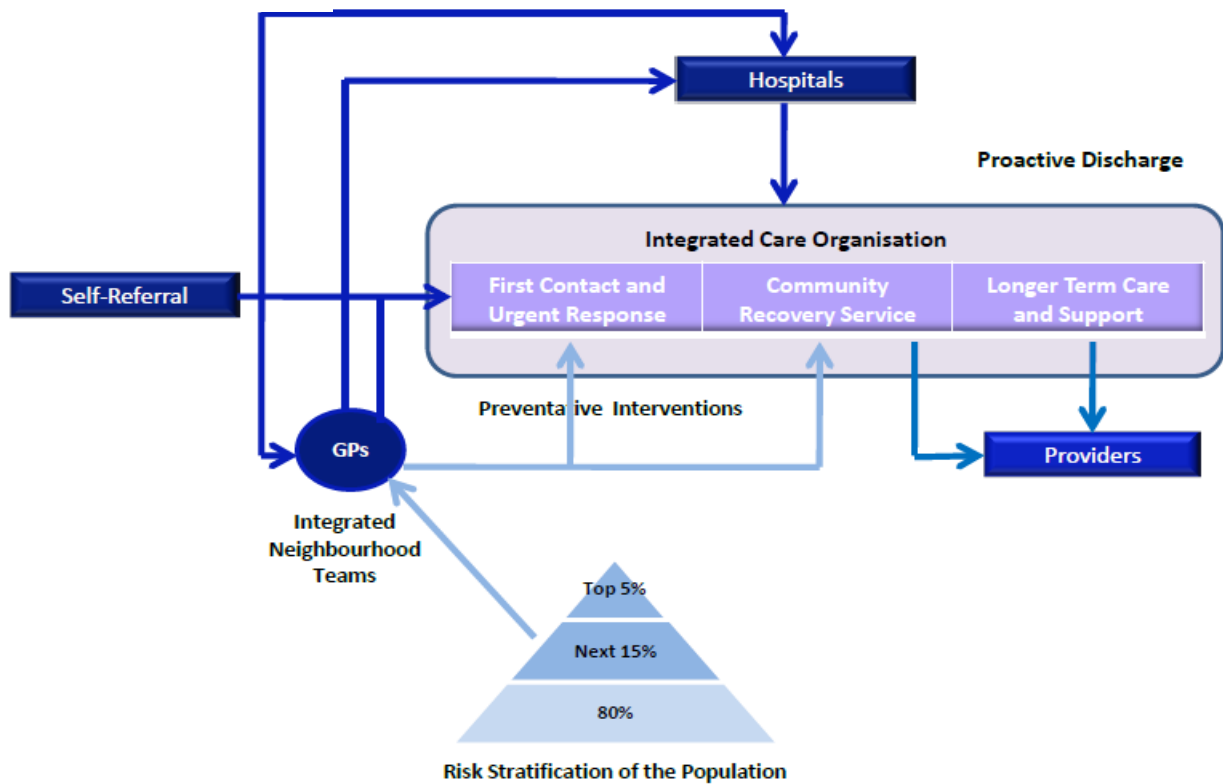 Hospitals
Proactive Discharge
Integrated Care Organisation
Self-Referral
First Contact and
Urgent Response
Community
Recovery Service
Longer Term Care
and Support
Preventative Interventions
GPs
Providers
Integrated
Neighbourhood
Teams
Top 5%
Next 15%
80%
Risk Stratification of the Population